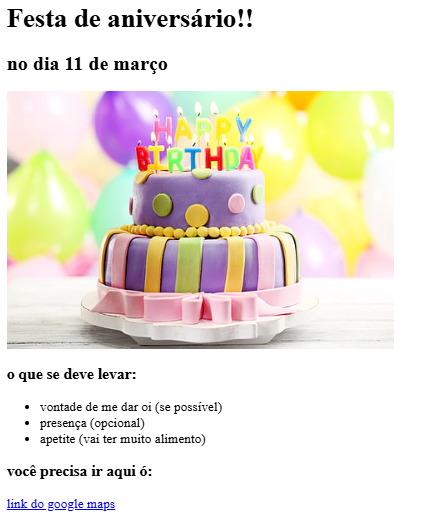 Festa de aniversário!!
no dia 11 de março
HAPPY
BIRTHDAY
o que se deve levar:
vontade de me dar oi (se possível)
presença (opcional)
apetite (vai ter muito alimento)
você precisa ir aqui ó:
link do google maps